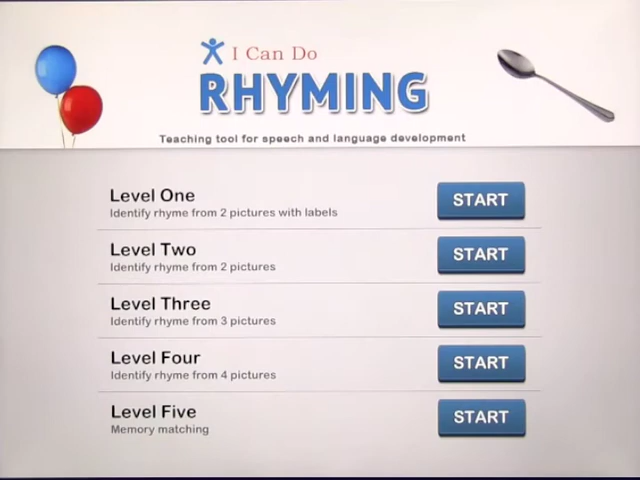 I Can Do
RHYMING
Teaching tool for speech and language development
Level One
Identify rhyme from 2 pictures with labels
START
Level Two
Identify rhyme from 2 pictures
START
Level Three
Identify rhyme from 3 pictures
START
Level Four
Identify rhyme from 4 pictures
START
Level Five
Memory matching
START